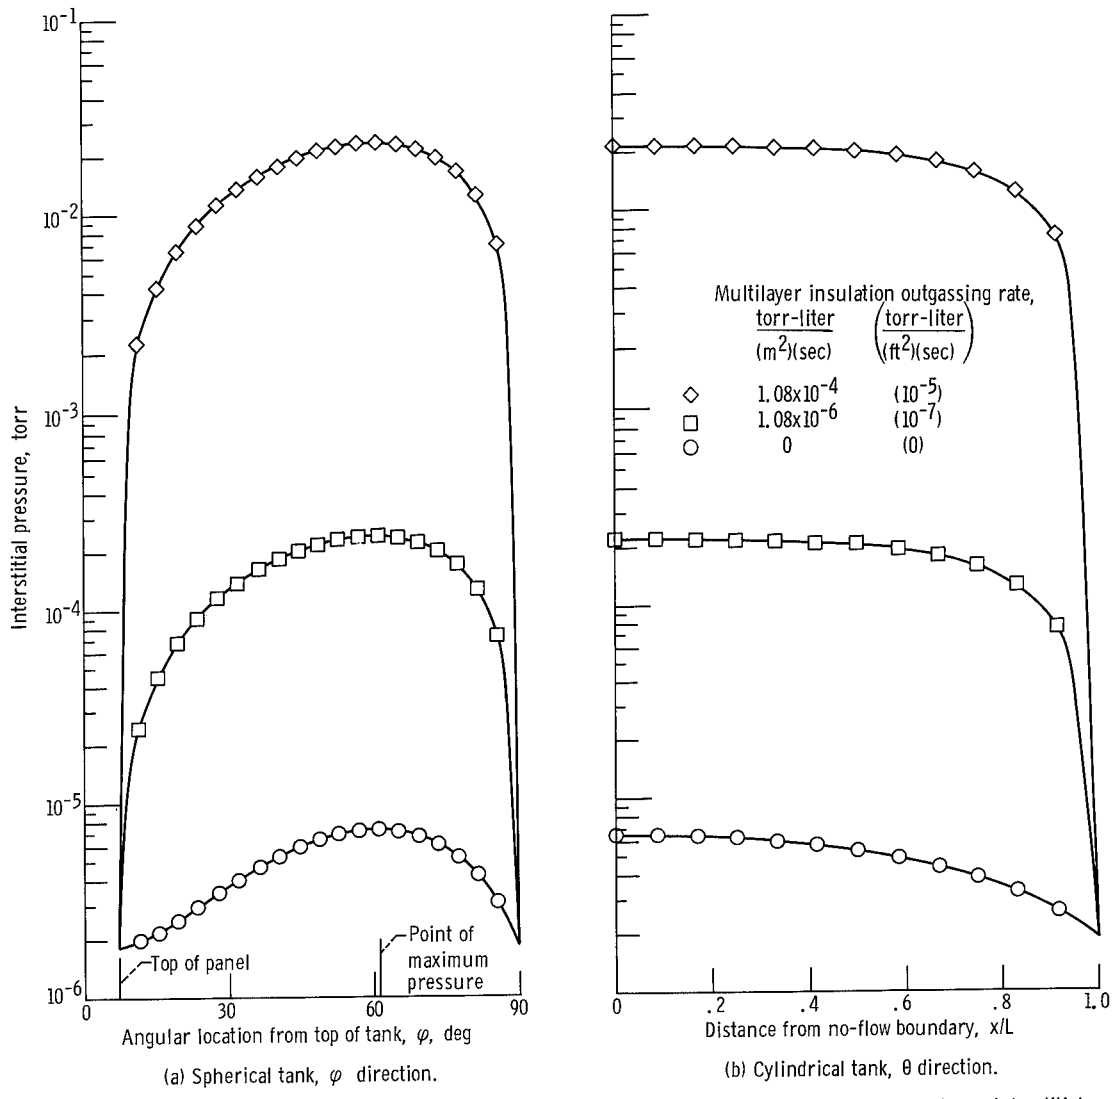 10⁻¹
10⁻²
10⁻³
10⁻⁴
10⁻⁵
10⁻⁶
Interstitial pressure, torr
Top of panel
Point of
maximum
pressure
0 30 60 90
Angular location from top of tank, φ, deg
(a) Spherical tank, φ direction.
Multilayer insulation outgassing rate,
torr-liter (torr-liter
(m²)(sec) (ft²)(sec))
1.08x10⁻⁴ (10⁻⁵)
1.08x10⁻⁶ (10⁻⁷)
0 (0)
0 .2 .4 .6 .8 1.0
Distance from no-flow boundary, x/L
(b) Cylindrical tank, θ direction.